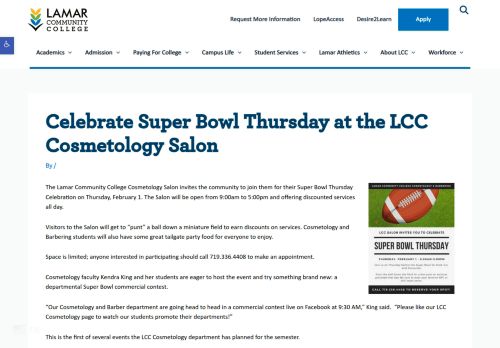 LAMAR
COMMUNITY
COLLEGE
Request More Information
LopeAccess
Desire2Learn
Apply
Academics
Admission
Paying For College
Campus Life
Student Services
Lamar Athletics
About LCC
Workforce
Celebrate Super Bowl Thursday at the LCC
Cosmetology Salon
By /
The Lamar Community College Cosmetology Salon invites the community to join them for their Super Bowl Thursday
Celebration on Thursday, February 1. The Salon will be open from 9:00am to 5:00pm and offering discounted services
all day.
Visitors to the Salon will get to “punt” a ball down a miniature field to earn discounts on services. Cosmetology and
Barbering students will also have some great tailgate party food for everyone to enjoy.
Space is limited; anyone interested in participating should call 719.336.4408 to make an appointment.
Cosmetology faculty Kendra King and her students are eager to host the event and try something brand new: a
departmental Super Bowl commercial contest.
“Our Cosmetology and Barber department are going head to head in a commercial contest live on Facebook at 9:30 AM,” King said.  “Please like our LCC
Cosmetology page to watch our students promote their departments!”
This is the first of several events the LCC Cosmetology department has planned for the semester.
LCC SALON INVITES YOU TO CELEBRATE
SUPER BOWL THURSDAY